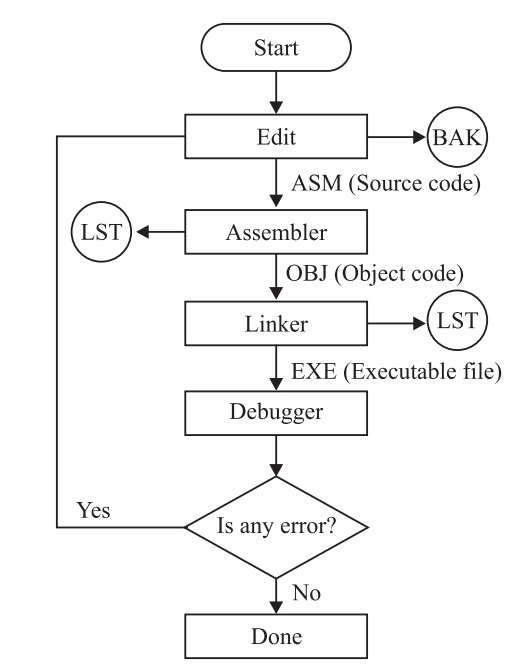 Start
Edit
BAK
ASM (Source code)
LST
Assembler
OBJ (Object code)
Linker
LST
EXE (Executable file)
Debugger
Yes
Is any error?
No
Done